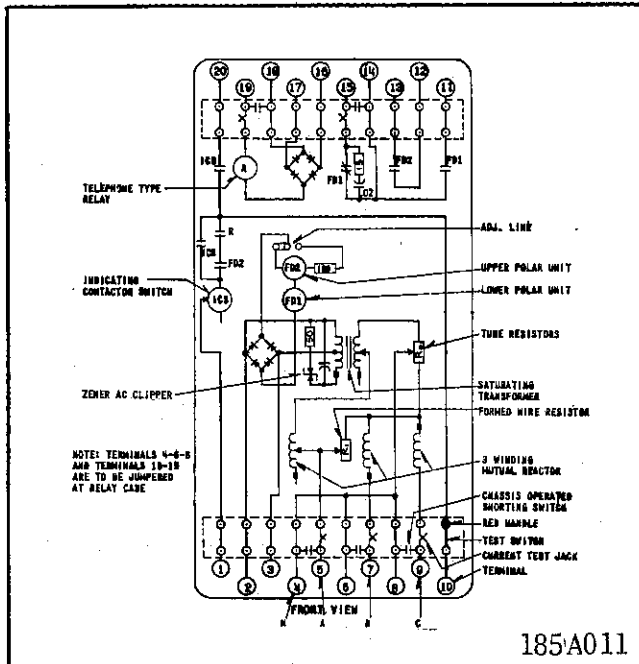 20 19 18 17 16 15 14 13 12 11
ICS
A
FD1
FD2
FD1
TELEPHONE TYPE
RELAY
R
ICS
FD2
ADJ. LINK
INDICATING
CONTACTOR SWITCH
ICS
FD2
UPPER POLAR UNIT
FD1
LOWER POLAR UNIT
TUBE RESISTORS
ZENER AC CLIPPER
SATURATING
TRANSFORMER
FORMED WIRE RESISTOR
NOTE: TERMINALS 4-6-8
AND TERMINALS
ARE TO BE JUMPERED
AT RELAY CASE
3 WINDING
MUTUAL REACTOR
CHASSIS OPERATED
SHORTING SWITCH
RED HANDLE
TEST SWITCH
CURRENT TEST JACK
TERMINAL
1 2 3 4 5 6 7 8 9 10
FRONT VIEW
A B C
185A011